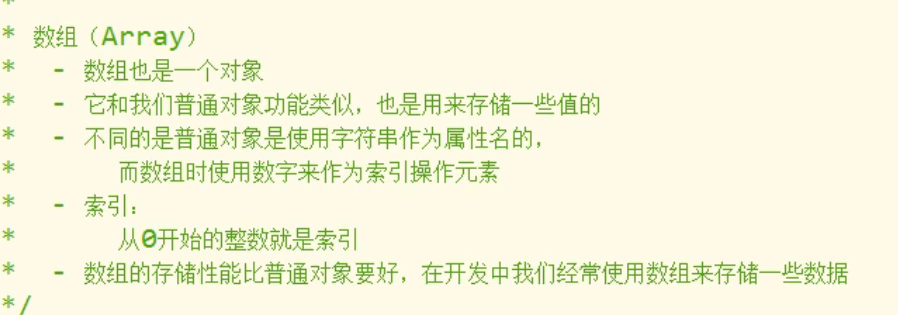 *
* 数组（Array）
*   - 数组也是一个对象
*   - 它和我们普通对象功能类似，也是用来存储一些值的
*   - 不同的是普通对象是使用字符串作为属性名的，
*       而数组时使用数字来作为索引操作元素
*   - 索引：
*       从0开始的整数就是索引
*   - 数组的存储性能比普通对象要好，在开发中我们经常使用数组来存储一些数据
*/